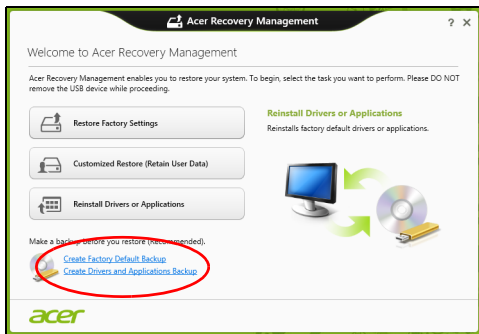 Acer Recovery Management
? ×
Welcome to Acer Recovery Management
Acer Recovery Management enables you to restore your system. To begin, select the task you want to perform. Please DO NOT
remove the USB device while proceeding.
Restore Factory Settings
Customized Restore (Retain User Data)
Reinstall Drivers or Applications
Reinstall Drivers or Applications
Reinstalls factory default drivers or applications.
Make a backup before you restore (Recommended).
Create Factory Default Backup
Create Drivers and Applications Backup
acer